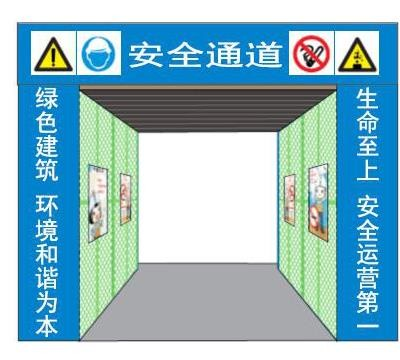 安全通道
绿色建筑 环境和谐为本
生命至上 安全运营第一